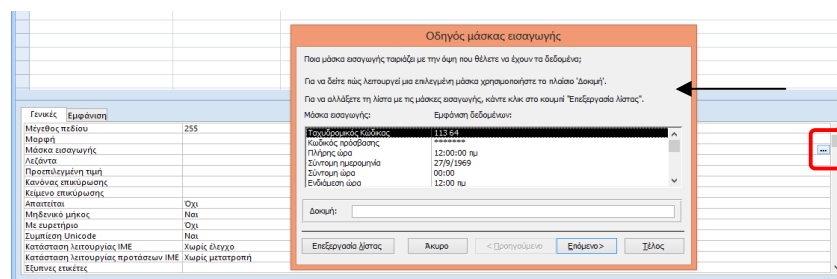 Οδηγός μάσκας εισαγωγής
Ποια μάσκα εισαγωγής ταιριάζει με την όψη που θέλετε να έχουν τα δεδομένα;
Για να δείτε πώς λειτουργεί μια επιλεγμένη μάσκα χρησιμοποιήστε το πλαίσιο 'Δοκιμή'.
Για να αλλάξετε τη λίστα με τις μάσκες εισαγωγής, κάντε κλικ στο κουμπί "Επεξεργασία λίστας".
Μάσκα εισαγωγής: Εμφάνιση δεδομένων:
Ταχυδρομικός Κώδικας 113 64
Κωδικός πρόσβασης *******
Πλήρης ώρα 12:00:00 πμ
Σύντομη ημερομηνία 27/9/1969
Σύντομη ώρα 00:00
Ενδιάμεση ώρα 12:00 πμ
Δοκιμή:
Επεξεργασία λίστας Άκυρο < Προηγούμενο Επόμενο > Τέλος
Γενικές Εμφάνιση
Μέγεθος πεδίου 255
Μορφή
Μάσκα εισαγωγής ...
Λεζάντα
Προεπιλεγμένη τιμή
Κανόνας επικύρωσης
Κείμενο επικύρωσης
Απαιτείται Όχι
Μηδενικό μήκος Ναι
Με ευρετήριο Όχι
Συμπίεση Unicode Ναι
Κατάσταση λειτουργίας IME Χωρίς έλεγχο
Κατάσταση λειτουργίας προτάσεων IME Χωρίς μετατροπή
Έξυπνες ετικέτες